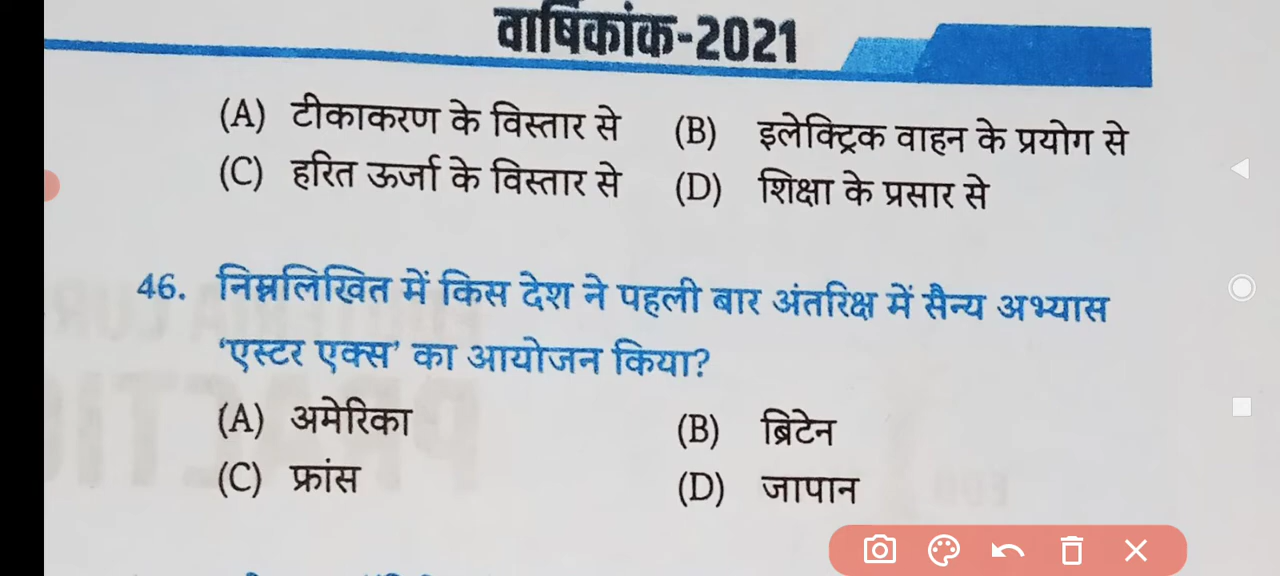 वार्षिकांक-2021
(A) टीकाकरण के विस्तार से (B) इलेक्ट्रिक वाहन के प्रयोग से
(C) हरित ऊर्जा के विस्तार से (D) शिक्षा के प्रसार से
46. निम्नलिखित में किस देश ने पहली बार अंतरिक्ष में सैन्य अभ्यास
‘एस्टर एक्स’ का आयोजन किया?
(A) अमेरिका (B) ब्रिटेन
(C) फ्रांस (D) जापान